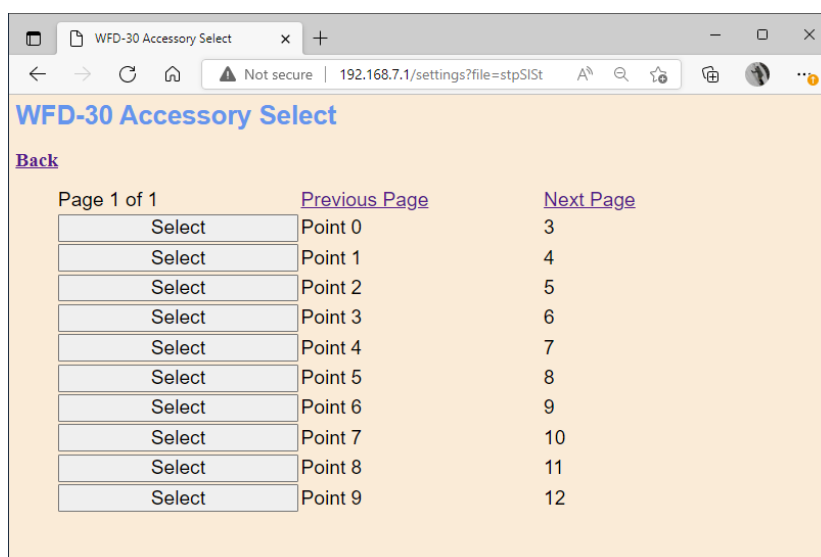 WFD-30 Accessory Select
Not secure | 192.168.7.1/settings?file=stpSlSt
WFD-30 Accessory Select
Back
Page 1 of 1 Previous Page Next Page
Select Point 0 3
Select Point 1 4
Select Point 2 5
Select Point 3 6
Select Point 4 7
Select Point 5 8
Select Point 6 9
Select Point 7 10
Select Point 8 11
Select Point 9 12